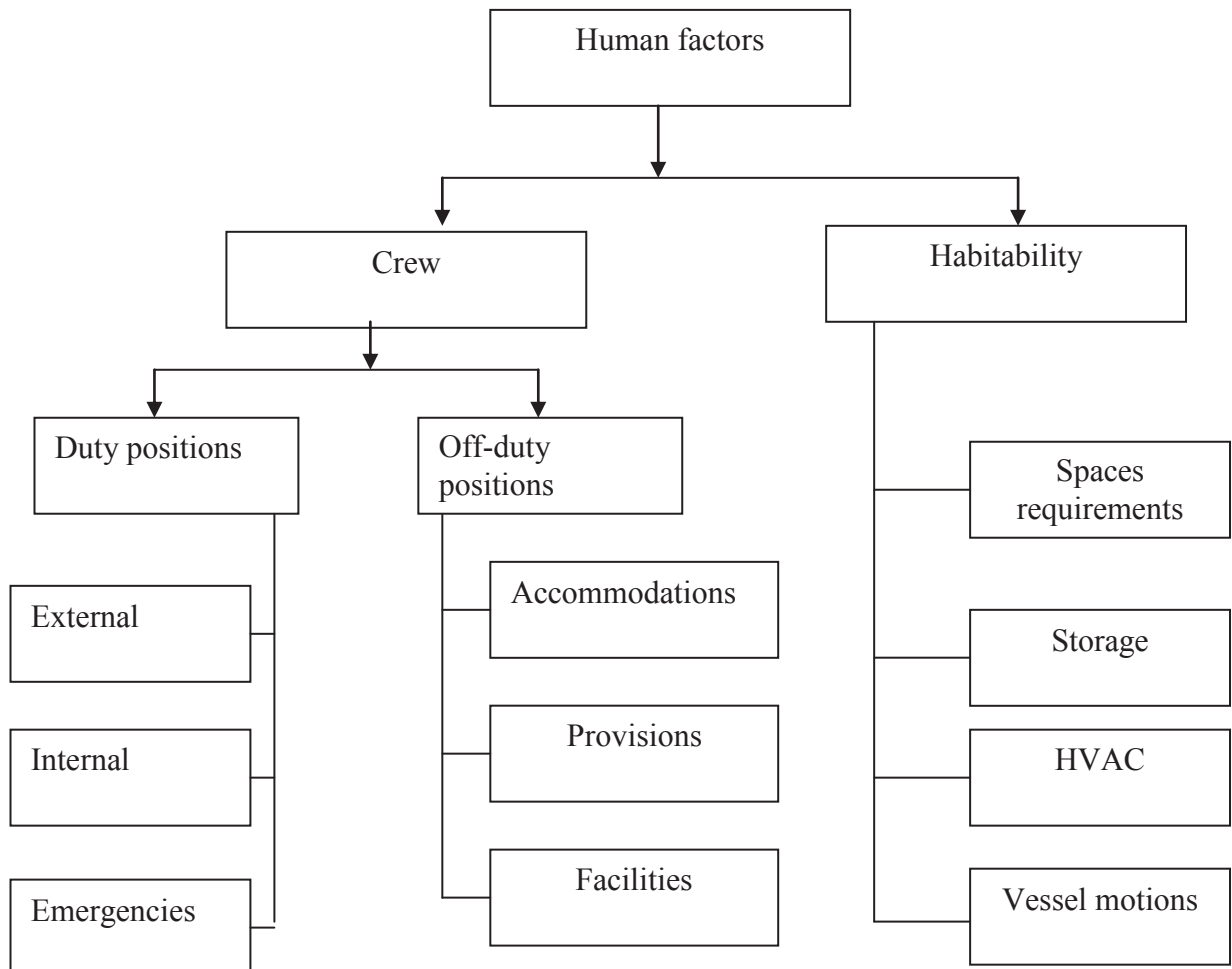 Human factors
Crew
Habitability
Duty positions
Off-duty
positions
Spaces
requirements
External
Accommodations
Storage
Internal
Provisions
HVAC
Emergencies
Facilities
Vessel motions